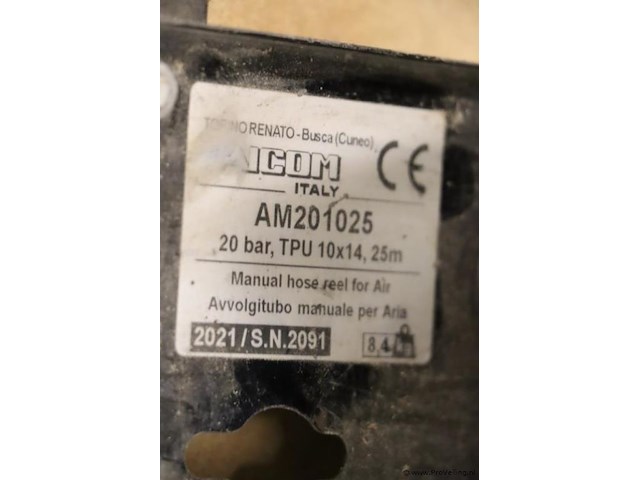 RENATO - Busca (Cuneo)
ITALY
AM201025
20 bar, TPU 10x14, 25m
Manual hose reel for Air
Avvolgitubo manuale per Aria
2021 / S.N.2091
8,4
CE